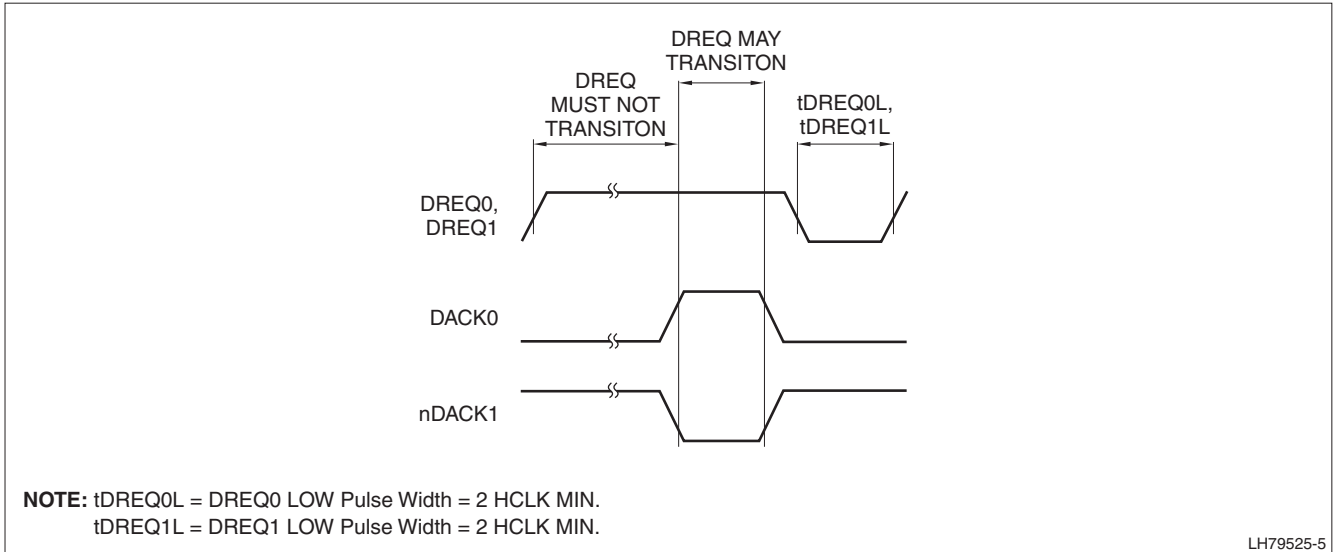 DREQ MAY
TRANSITON
DREQ
MUST NOT
TRANSITON
tDREQ0L,
tDREQ1L
DREQ0,
DREQ1
DACK0
nDACK1
NOTE: tDREQ0L = DREQ0 LOW Pulse Width = 2 HCLK MIN.
tDREQ1L = DREQ1 LOW Pulse Width = 2 HCLK MIN.
LH79525-5